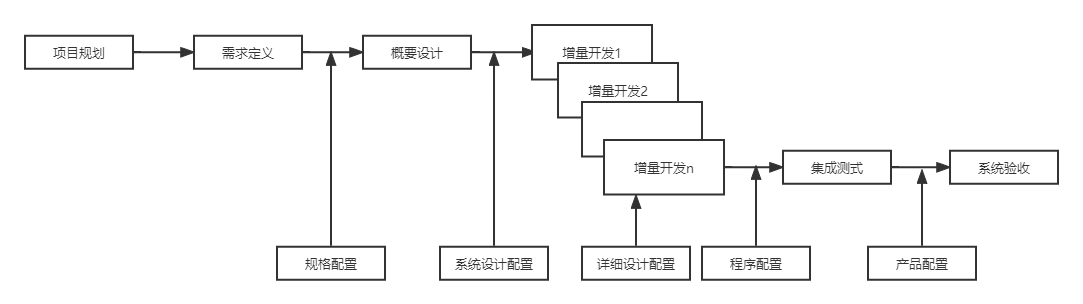 项目规划
需求定义
概要设计
增量开发1
增量开发2
增量开发n
集成测式
系统验收
规格配置
系统设计配置
详细设计配置
程序配置
产品配置